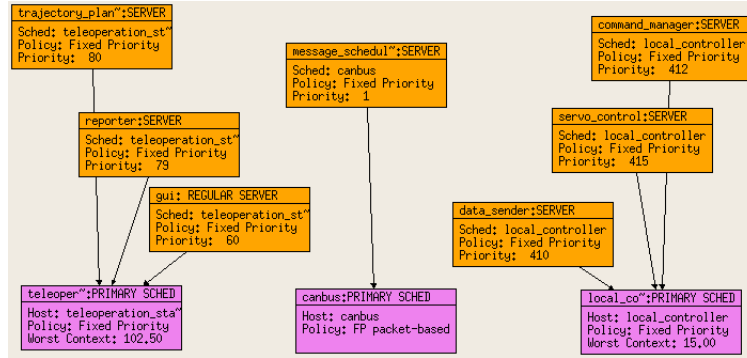 trajectory_plan~:SERVER
Sched: teleoperation_st~
Policy: Fixed Priority
Priority: 80
message_schedul~:SERVER
Sched: canbus
Policy: Fixed Priority
Priority: 1
command_manager:SERVER
Sched: local_controller
Policy: Fixed Priority
Priority: 412
reporter:SERVER
Sched: teleoperation_st~
Policy: Fixed Priority
Priority: 79
servo_control:SERVER
Sched: local_controller
Policy: Fixed Priority
Priority: 415
gui: REGULAR SERVER
Sched: teleoperation_st~
Policy: Fixed Priority
Priority: 60
data_sender:SERVER
Sched: local_controller
Policy: Fixed Priority
Priority: 410
teleoper~:PRIMARY SCHED
Host: teleoperation_sta~
Policy: Fixed Priority
Worst Context: 102.50
canbus:PRIMARY SCHED
Host: canbus
Policy: FP packet-based
local_co~:PRIMARY SCHED
Host: local_controller
Policy: Fixed Priority
Worst Context: 15.00